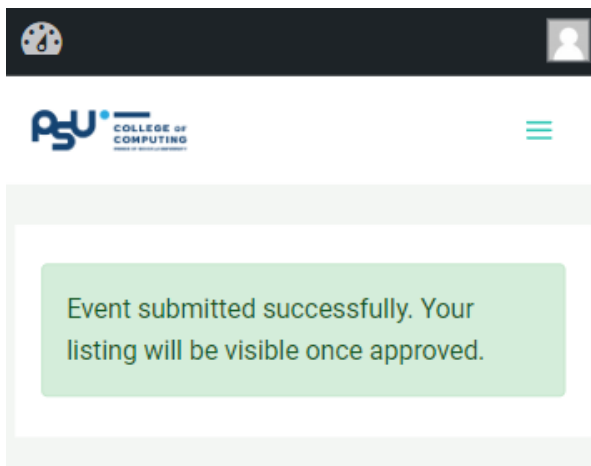 PSU
COLLEGE OF
COMPUTING
Event submitted successfully. Your
listing will be visible once approved.